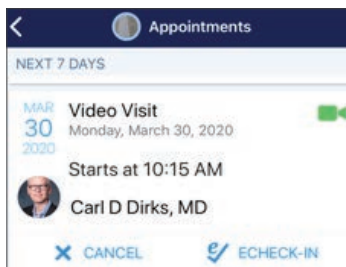 Appointments
NEXT 7 DAYS
MAR
30
2020
Video Visit
Monday, March 30, 2020
Starts at 10:15 AM
Carl D Dirks, MD
CANCEL
ECHECK-IN